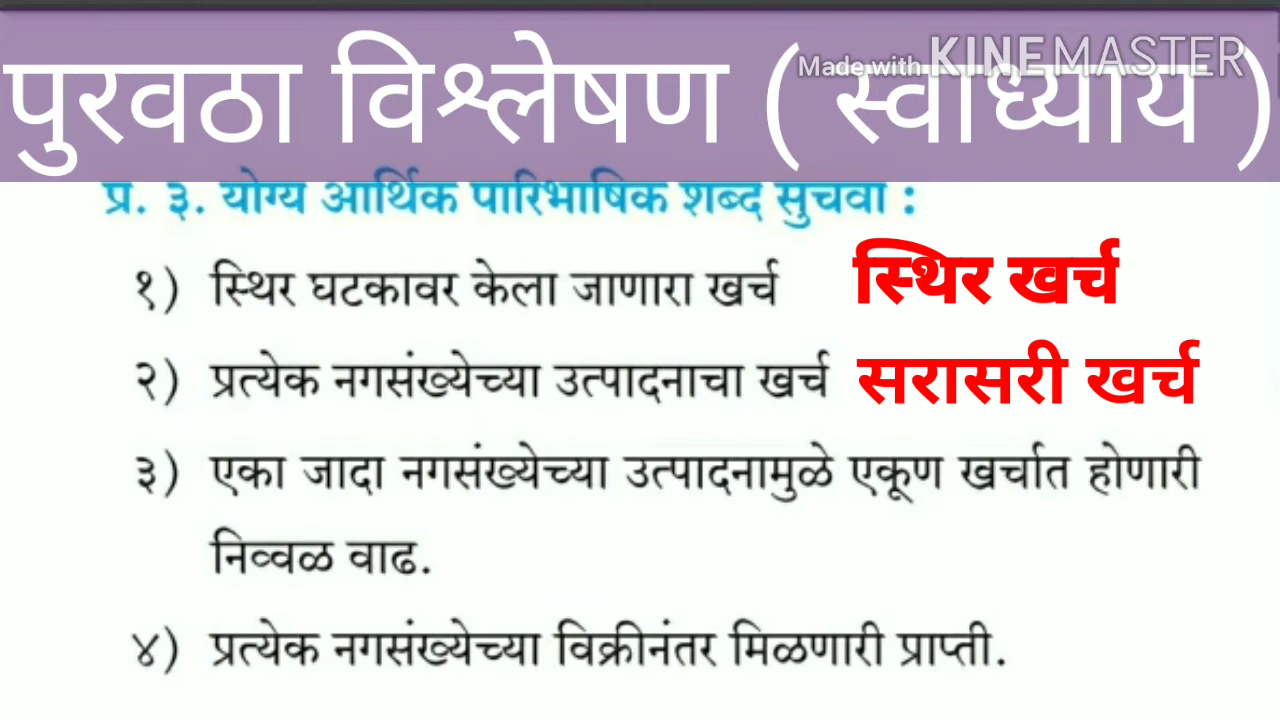 Made with KINEMASTER
पुरवठा विश्लेषण ( स्वाध्याय )
प्र. ३. योग्य आर्थिक पारिभाषिक शब्द सुचवा :
१) स्थिर घटकावर केला जाणारा खर्च स्थिर खर्च
२) प्रत्येक नगसंख्येच्या उत्पादनाचा खर्च सरासरी खर्च
३) एका जादा नगसंख्येच्या उत्पादनामुळे एकूण खर्चात होणारी
निव्वळ वाढ.
४) प्रत्येक नगसंख्येच्या विक्रीनंतर मिळणारी प्राप्ती.